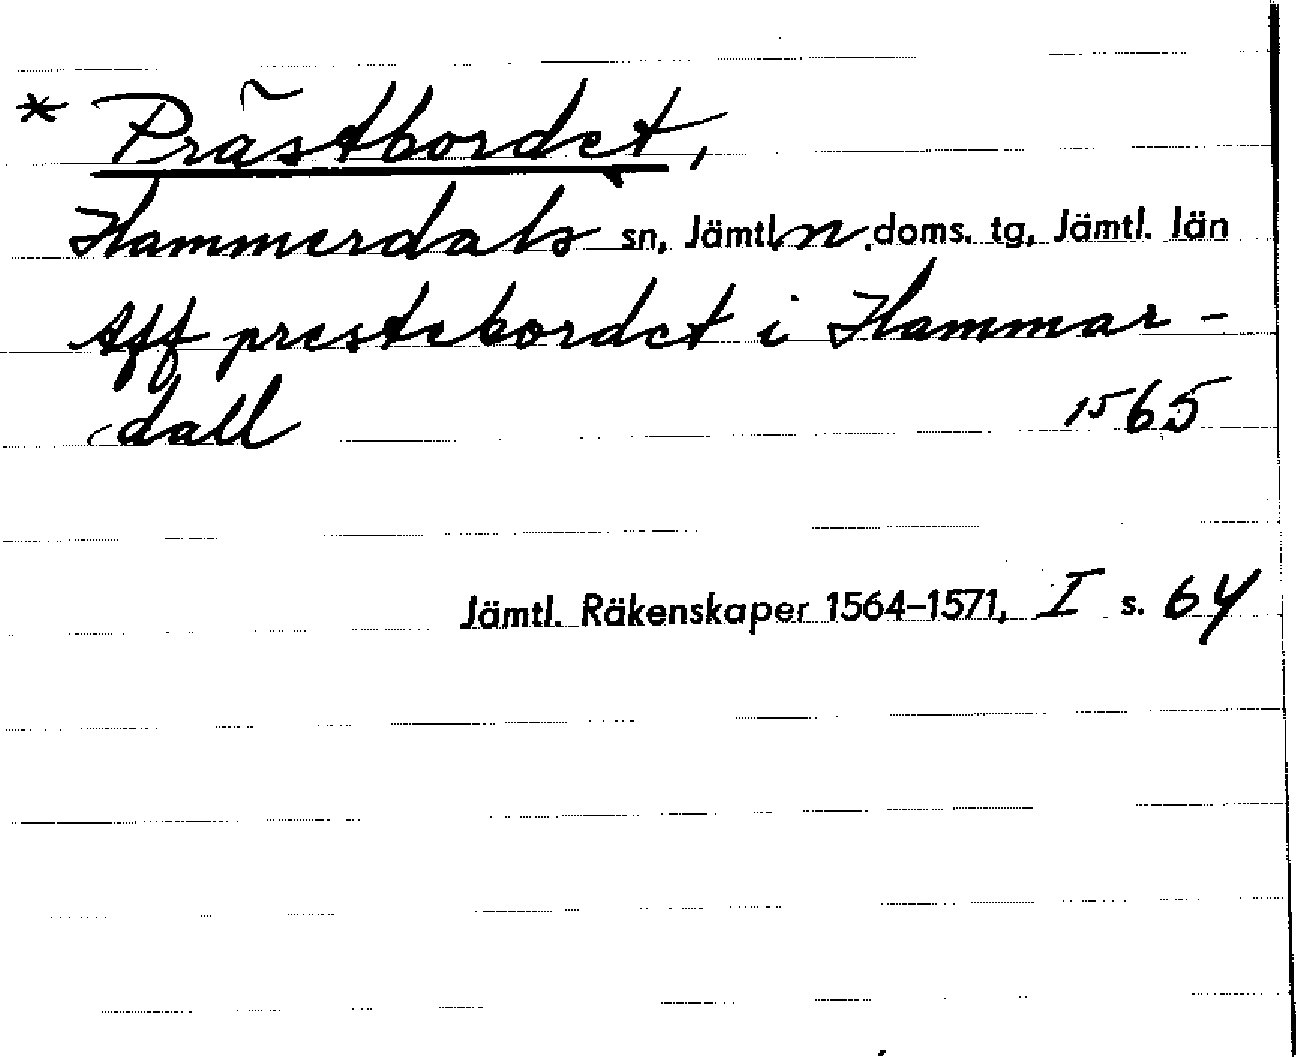 * Prästbordet,
Hammerdals sn, Jämtl. n. doms. tg, Jämtl. län
Aff prestebordet i Hammar-
dall 1565
Jämtl. Räkenskaper 1564–1571, I s. 64